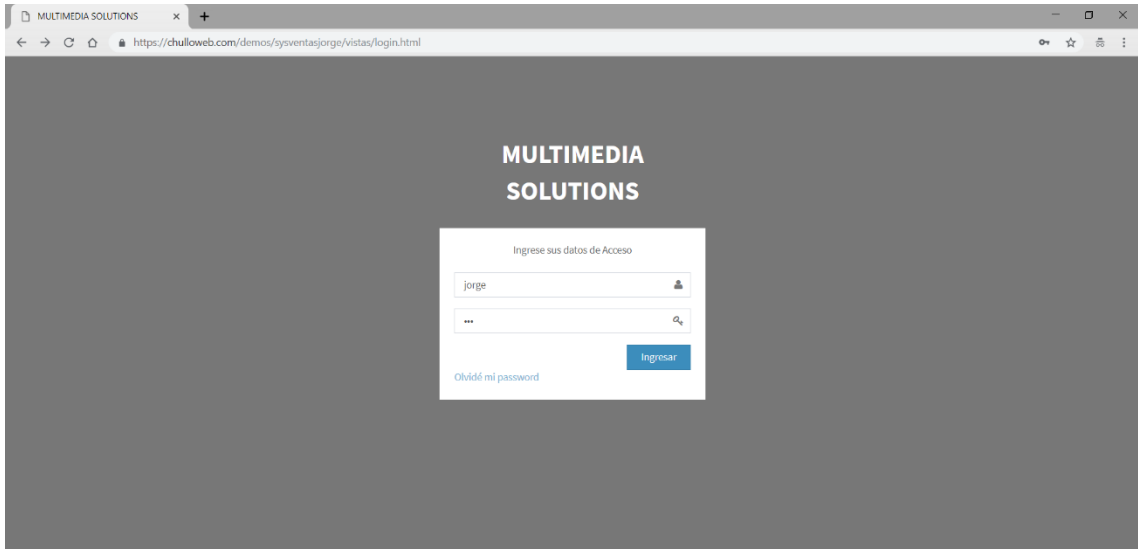 MULTIMEDIA SOLUTIONS
https://chulloweb.com/demos/sysventasjorge/vistas/login.html
MULTIMEDIA
SOLUTIONS
Ingrese sus datos de Acceso
jorge
•••
Ingresar
Olvidé mi password